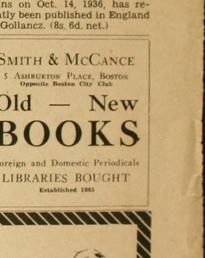 ns on Oct. 14, 1936, has re-
tly been published in England
Gollancz. (8s, 6d. net.)
SMITH & MCCANCE
5 ASHBURTON PLACE, BOSTON
Opposite Boston City Club
Old — New
BOOKS
oreign and Domestic Periodicals
LIBRARIES BOUGHT
Established 1885